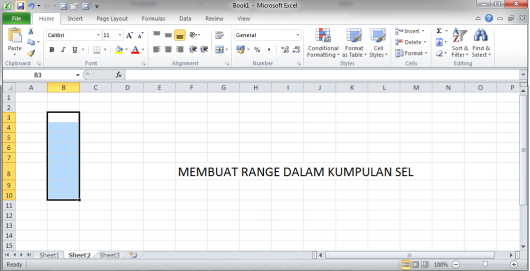 Book1 - Microsoft Excel
File Home Insert Page Layout Formulas Data Review View
Paste
Clipboard
Calibri 11 A A
B I U A
Font
Alignment
General
$ % ,
Number
Conditional Formatting
Format as Table
Cell Styles
Styles
Insert
Delete
Format
Cells
Σ
Sort & Filter
Find & Select
Editing
B3 fx
A B C D E F G H I J K L M N O P
1
2
3
4
5
6
7
8 MEMBUAT RANGE DALAM KUMPULAN SEL
9
10
11
12
13
14
15
Sheet1 Sheet2 Sheet3
Ready 100%